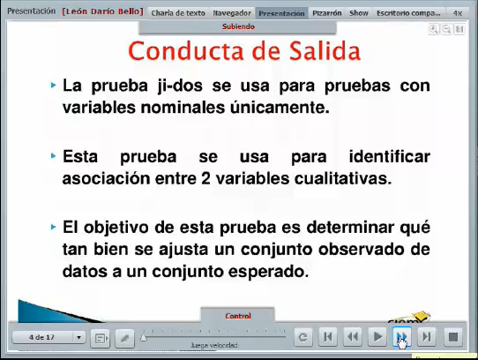 Presentación [León Darío Bello] Charla de texto Navegador Presentación Pizarrón Show Escritorio compa... 4x
Subiendo
Conducta de Salida
La prueba ji-dos se usa para pruebas con
variables nominales únicamente.
Esta prueba se usa para identificar
asociación entre 2 variables cualitativas.
El objetivo de esta prueba es determinar qué
tan bien se ajusta un conjunto observado de
datos a un conjunto esperado.
Control
4 de 17
Juega velocidad